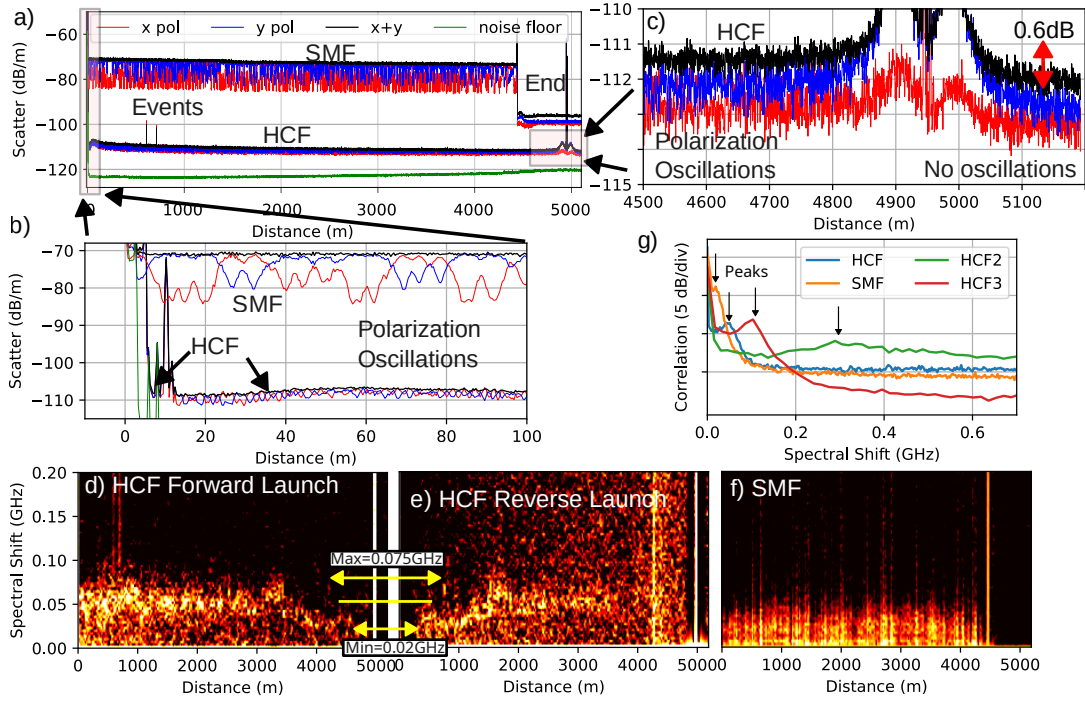 a)
x pol
y pol
x+y
noise floor
−60
−80
−100
−120
Scatter (dB/m)
SMF
Events
HCF
End
0
1000
2000
3000
4000
5000
Distance (m)
c)
−110
−111
−112
−113
−114
−115
HCF
0.6dB
Polarization
Oscillations
No oscillations
4500
4600
4700
4800
4900
5000
5100
Distance (m)
b)
−70
−80
−90
−100
−110
Scatter (dB/m)
SMF
HCF
Polarization
Oscillations
0
20
40
60
80
100
Distance (m)
g)
Correlation (5 dB/div)
Peaks
HCF
SMF
HCF2
HCF3
0.0
0.2
0.4
0.6
Spectral Shift (GHz)
Spectral Shift (GHz)
0.20
0.15
0.10
0.05
0.00
d) HCF Forward Launch
e) HCF Reverse Launch
f) SMF
Max=0.075GHz
Min=0.02GHz
0
1000
2000
3000
4000
5000
Distance (m)
1000
2000
3000
4000
5000
Distance (m)
0
1000
2000
3000
4000
5000
Distance (m)